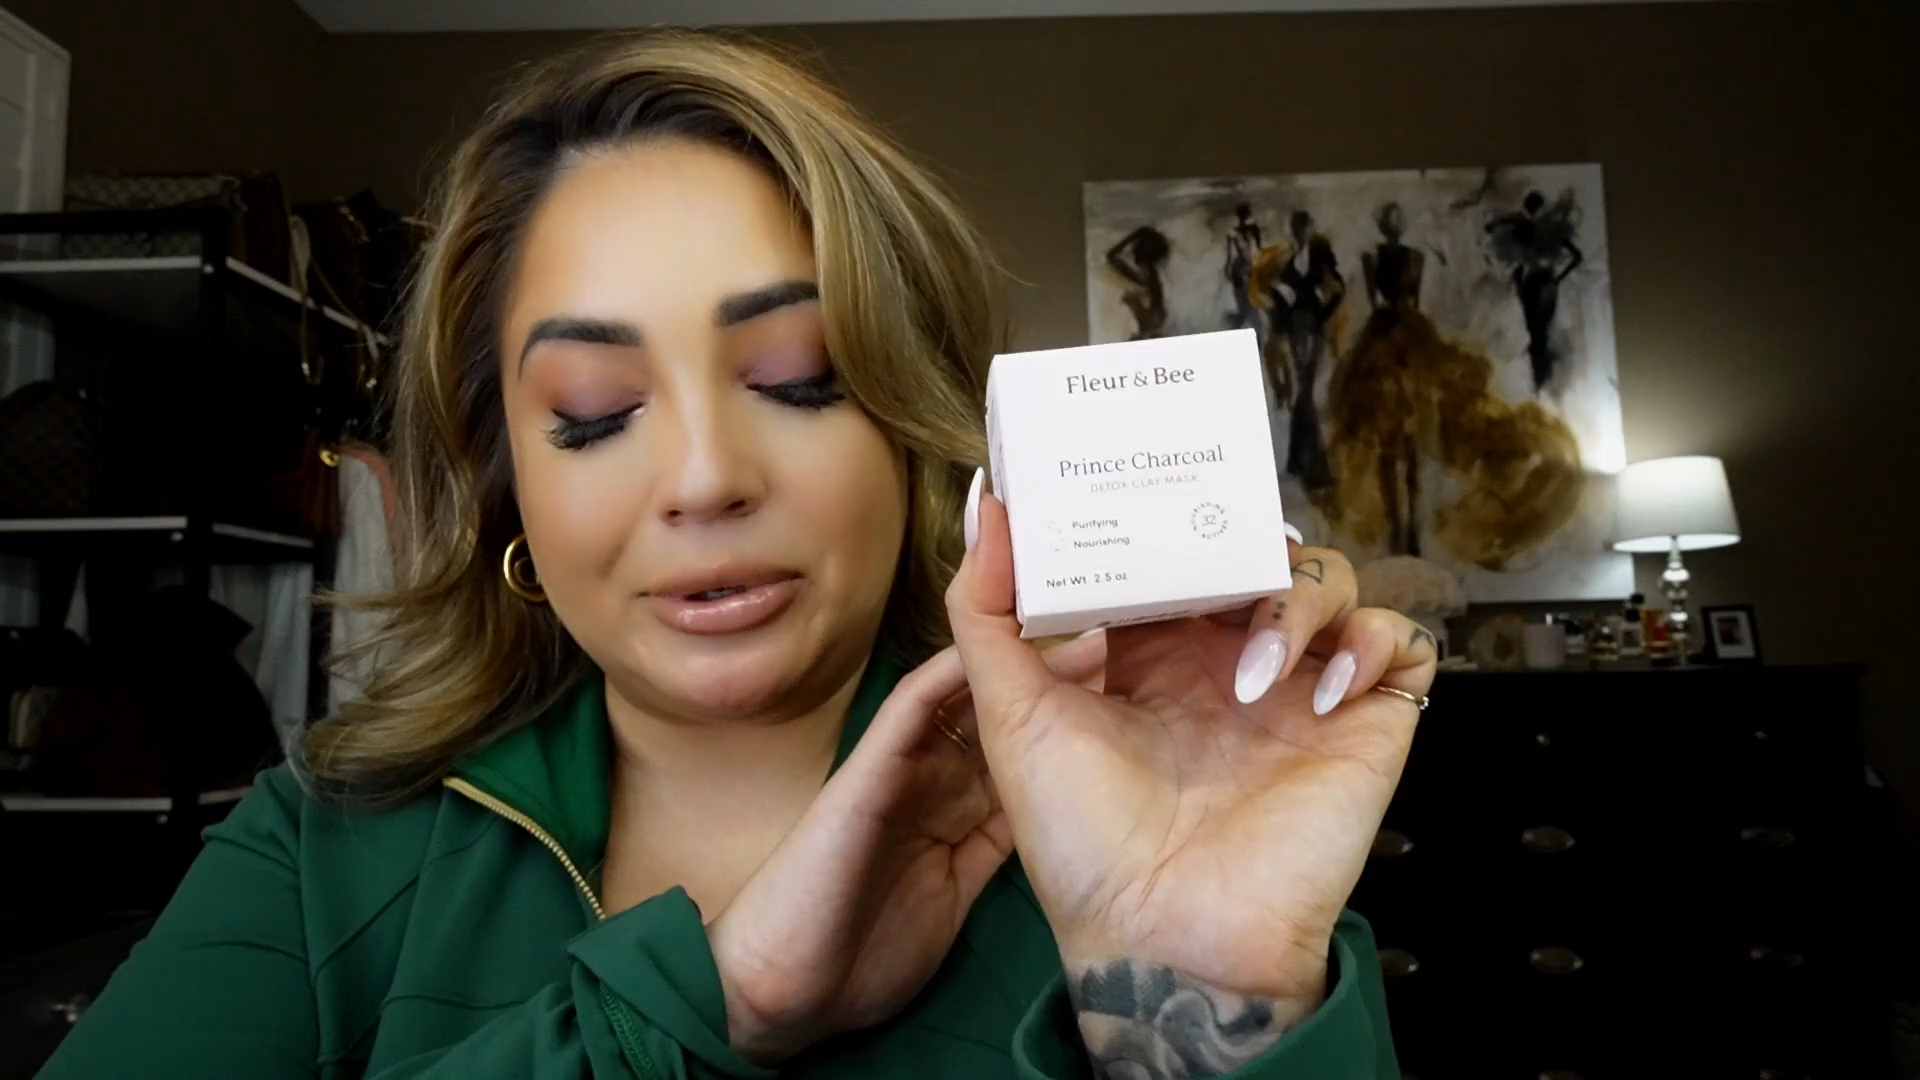 Fleur & Bee
Prince Charcoal
DETOX CLAY MASK
Purifying
Nourishing
NOURISHING
32
ACTIVES
Net Wt. 2.5 oz